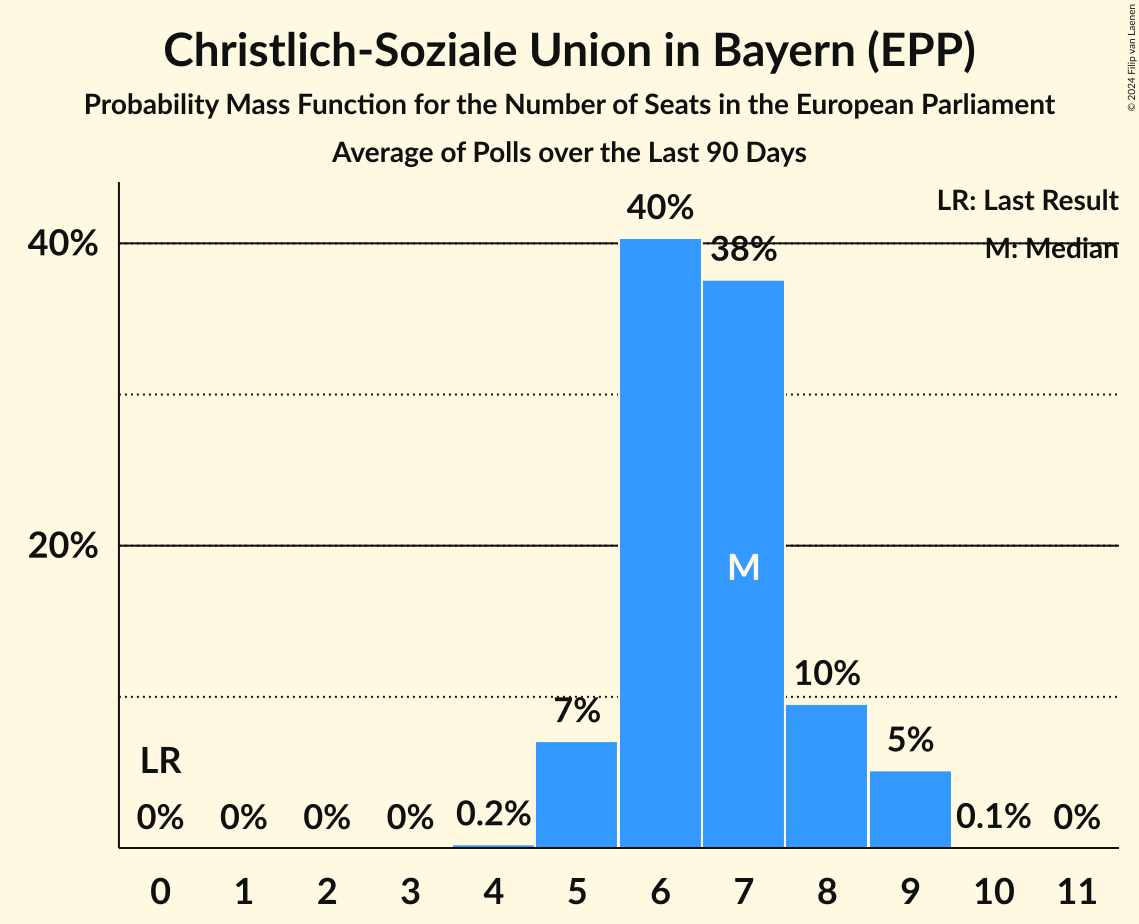 Christlich-Soziale Union in Bayern (EPP)
Probability Mass Function for the Number of Seats in the European Parliament
Average of Polls over the Last 90 Days
© 2024 Filip van Laenen
LR: Last Result
M: Median
40%
20%
40%
38%
M
10%
7%
5%
LR
0%
0%
0%
0%
0.2%
0.1%
0%
0 1 2 3 4 5 6 7 8 9 10 11